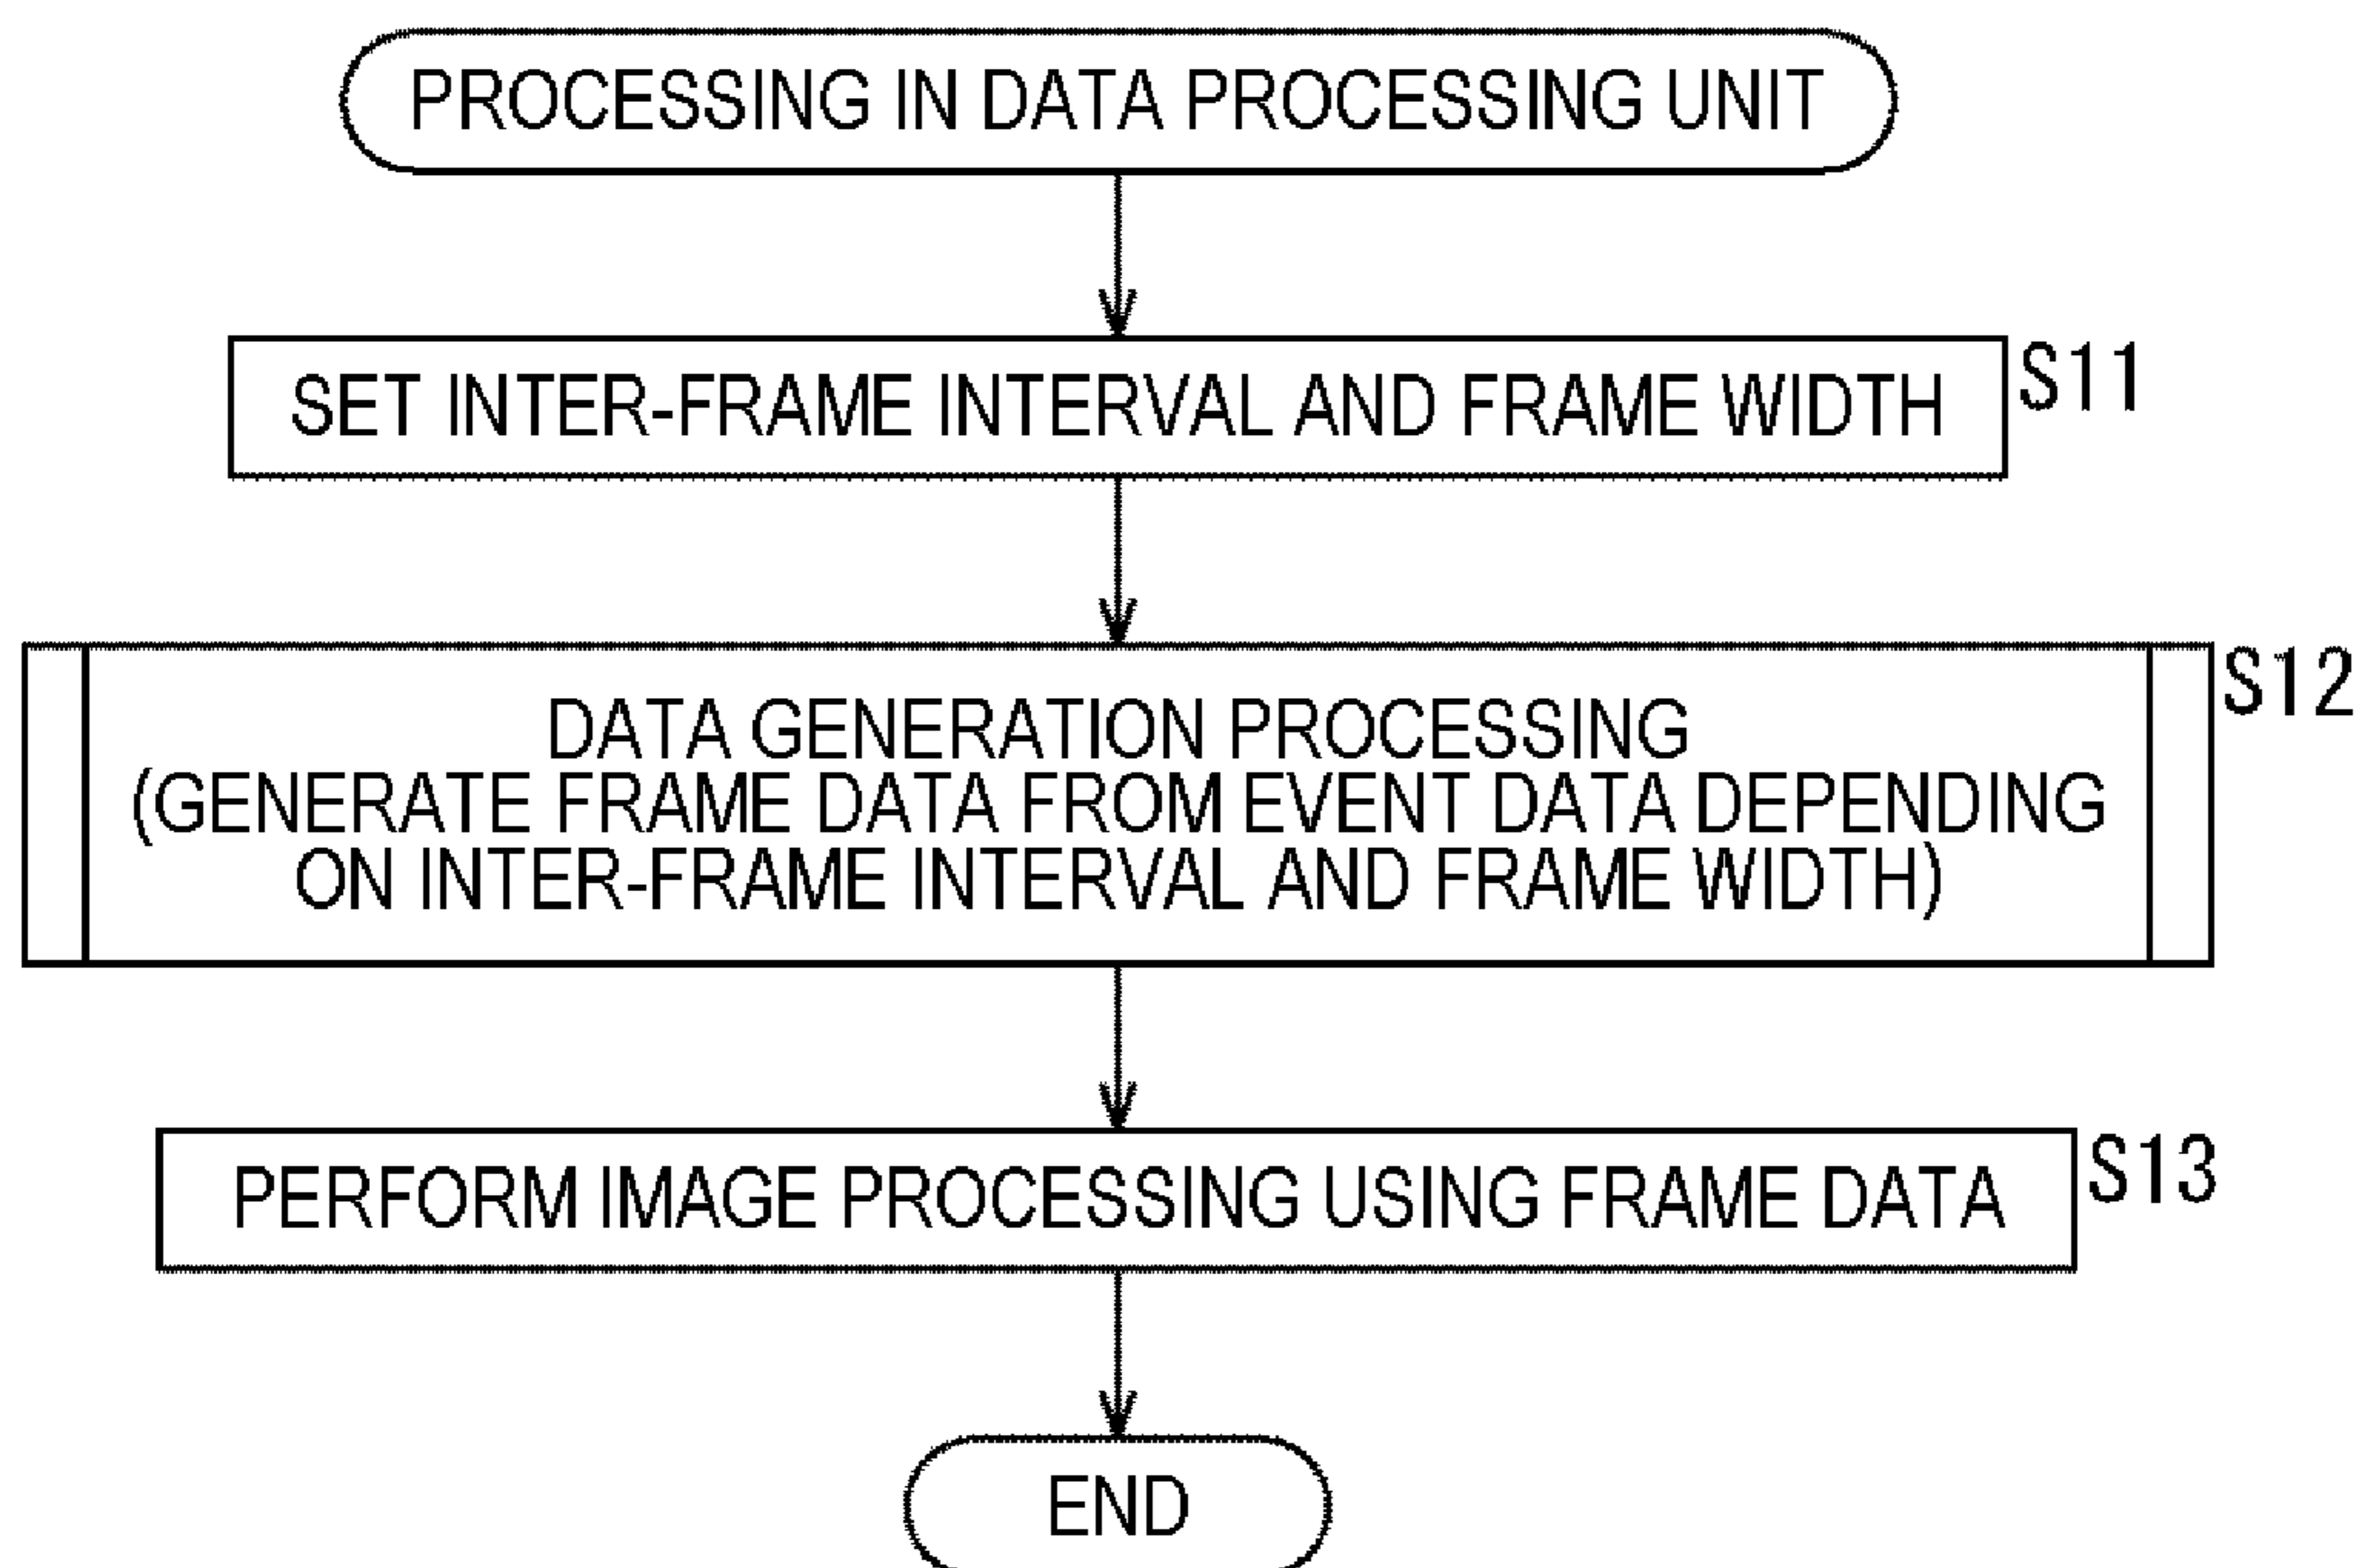 PROCESSING IN DATA PROCESSING UNIT
SET INTER-FRAME INTERVAL AND FRAME WIDTH
S11
DATA GENERATION PROCESSING
(GENERATE FRAME DATA FROM EVENT DATA DEPENDING
ON INTER-FRAME INTERVAL AND FRAME WIDTH)
S12
PERFORM IMAGE PROCESSING USING FRAME DATA
S13
END